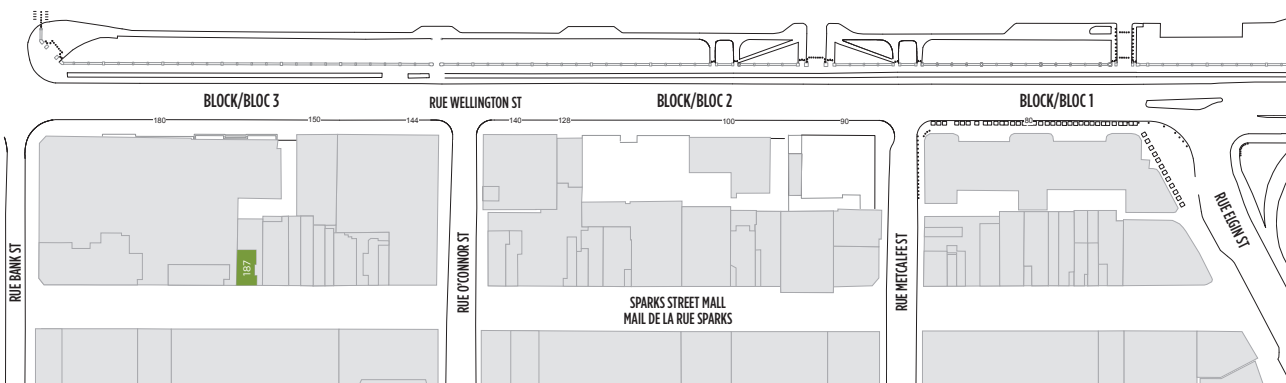 BLOCK/BLOC 3
RUE WELLINGTON ST
BLOCK/BLOC 2
BLOCK/BLOC 1
180
150
144
140
128
100
90
80
RUE BANK ST
187
RUE O'CONNOR ST
SPARKS STREET MALL
MAIL DE LA RUE SPARKS
RUE METCALFE ST
RUE ELGIN ST